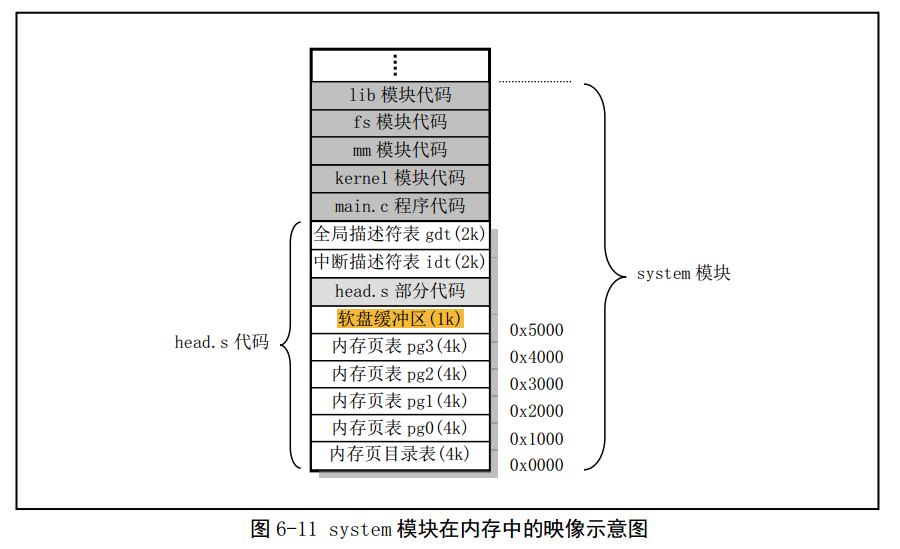 ⋮
lib 模块代码
fs 模块代码
mm 模块代码
kernel 模块代码
main.c 程序代码
全局描述符表 gdt(2k)
中断描述符表 idt(2k)
head.s 部分代码
软盘缓冲区(1k)
内存页表 pg3(4k)
内存页表 pg2(4k)
内存页表 pg1(4k)
内存页表 pg0(4k)
内存页目录表(4k)
head.s 代码
0x5000
0x4000
0x3000
0x2000
0x1000
0x0000
system 模块
图 6-11 system 模块在内存中的映像示意图